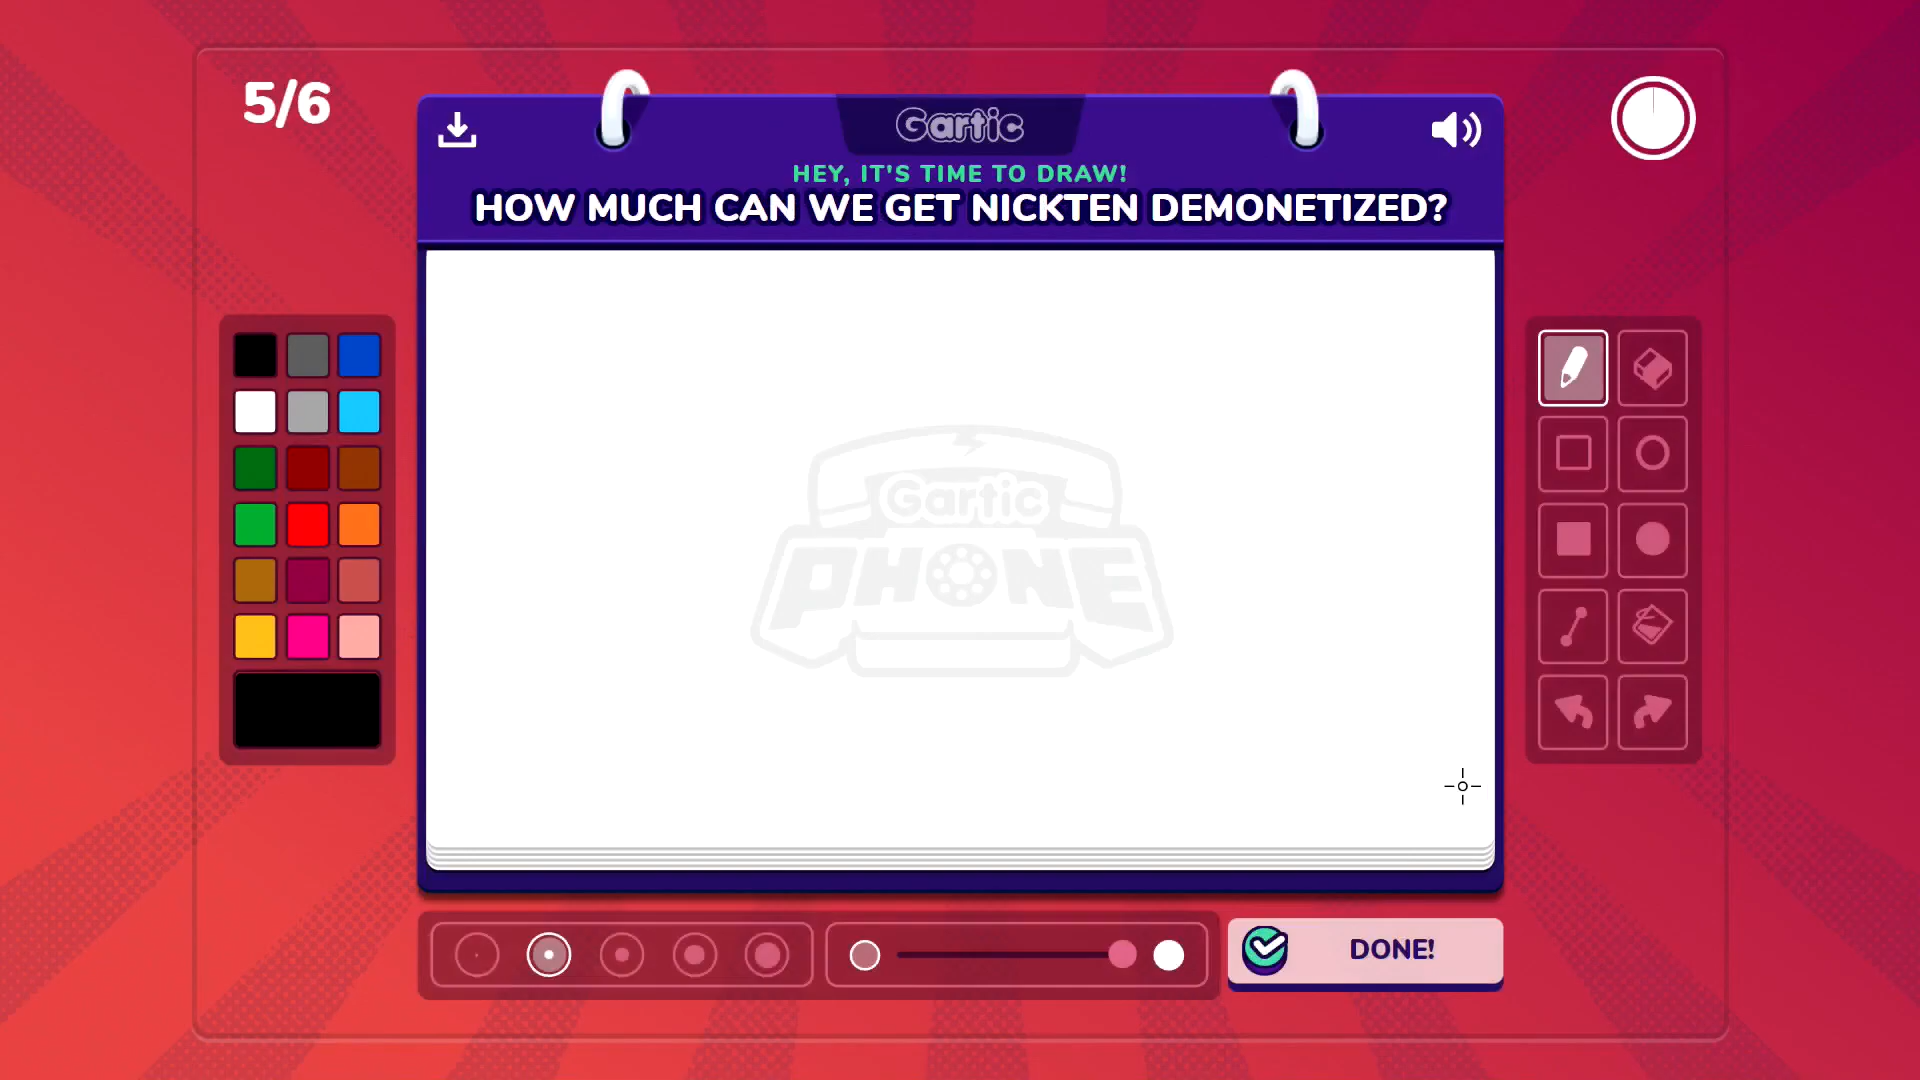 5/6
Gartic
HEY, IT'S TIME TO DRAW!
HOW MUCH CAN WE GET NICKTEN DEMONETIZED?
Gartic
PHONE
DONE!